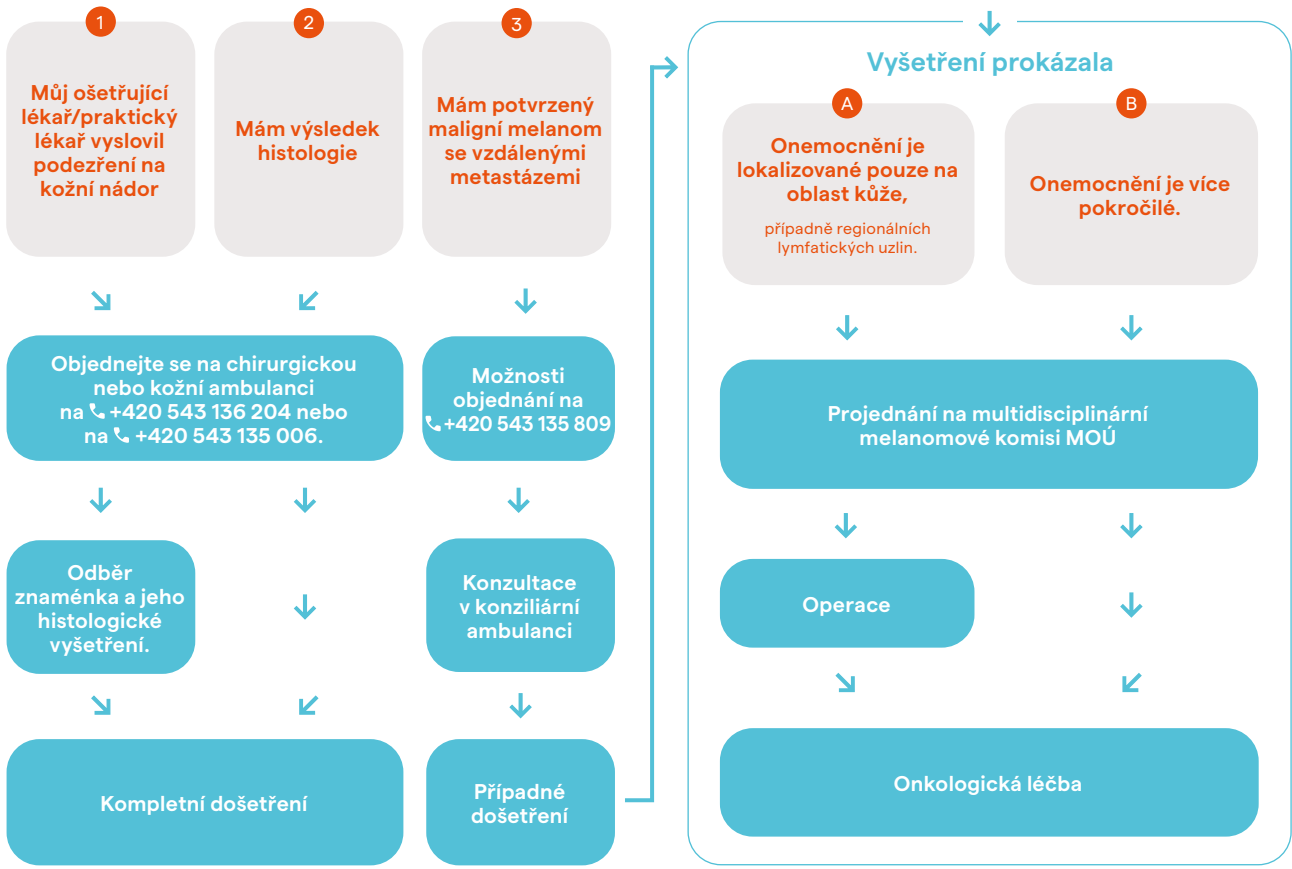 1
Můj ošetřující
lékař/praktický
lékař vyslovil
podezření na
kožní nádor
2
Mám výsledek
histologie
3
Mám potvrzený
maligní melanom
se vzdálenými
metastázemi
Objednejte se na chirurgickou
nebo kožní ambulanci
na +420 543 136 204 nebo
na +420 543 135 006.
Možnosti
objednání na
+420 543 135 809
Odběr
znaménka a jeho
histologické
vyšetření.
Konzultace
v konziliární
ambulanci
Kompletní došetření
Případné
došetření
Vyšetření prokázala
A
Onemocnění je
lokalizované pouze na
oblast kůže,
případně regionálních
lymfatických uzlin.
B
Onemocnění je více
pokročilé.
Projednání na multidisciplinární
melanomové komisi MOÚ
Operace
Onkologická léčba